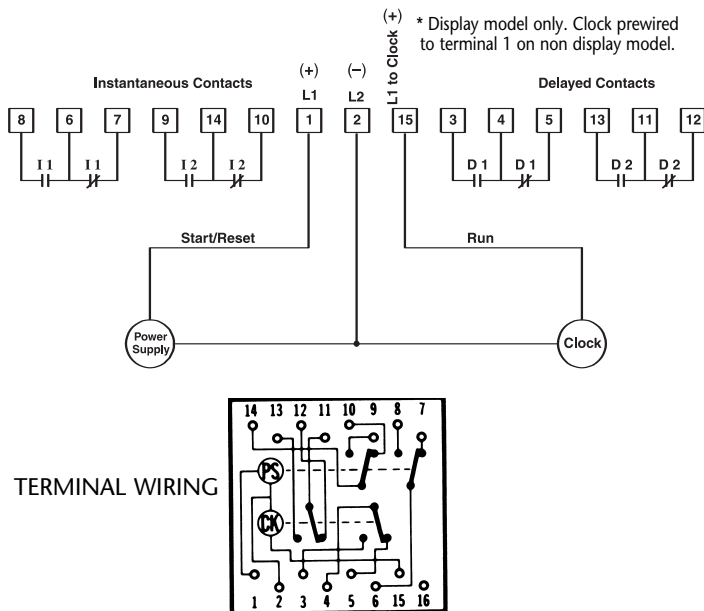 * Display model only. Clock prewired
to terminal 1 on non display model.
(+)
L1 to Clock
(+)
(–)
Instantaneous Contacts
L1
L2
Delayed Contacts
8 6 7 9 14 10 1 2 15 3 4 5 13 11 12
I 1 I 1 I 2 I 2 D 1 D 1 D 2 D 2
Start/Reset
Run
Power
Supply
Clock
TERMINAL WIRING
14 13 12 11 10 9 8 7
PS
CK
1 2 3 4 5 6 15 16